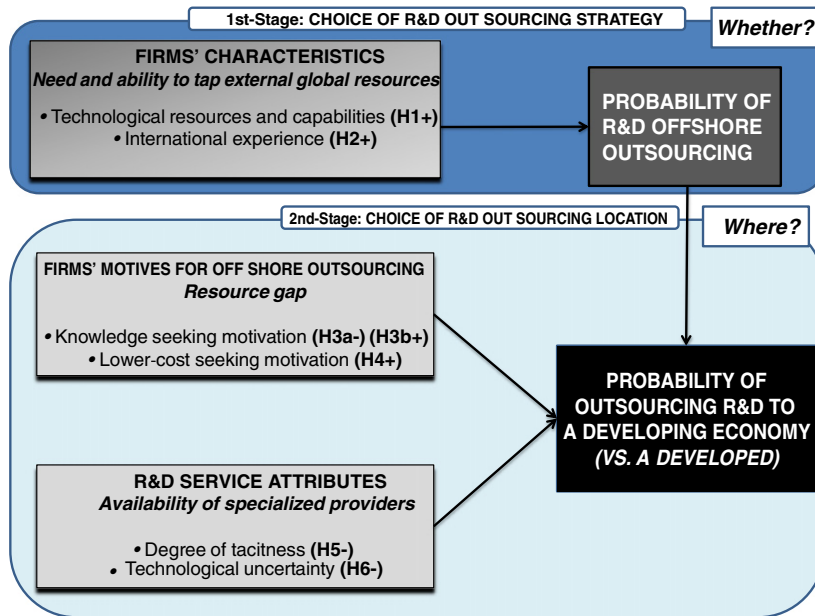 1st-Stage: CHOICE OF R&D OUT SOURCING STRATEGY
Whether?
FIRMS' CHARACTERISTICS
Need and ability to tap external global resources
• Technological resources and capabilities (H1+)
• International experience (H2+)
PROBABILITY OF
R&D OFFSHORE
OUTSOURCING
2nd-Stage: CHOICE OF R&D OUT SOURCING LOCATION
Where?
FIRMS' MOTIVES FOR OFF SHORE OUTSOURCING
Resource gap
• Knowledge seeking motivation (H3a-) (H3b+)
• Lower-cost seeking motivation (H4+)
PROBABILITY OF
OUTSOURCING R&D TO
A DEVELOPING ECONOMY
(VS. A DEVELOPED)
R&D SERVICE ATTRIBUTES
Availability of specialized providers
• Degree of tacitness (H5-)
• Technological uncertainty (H6-)